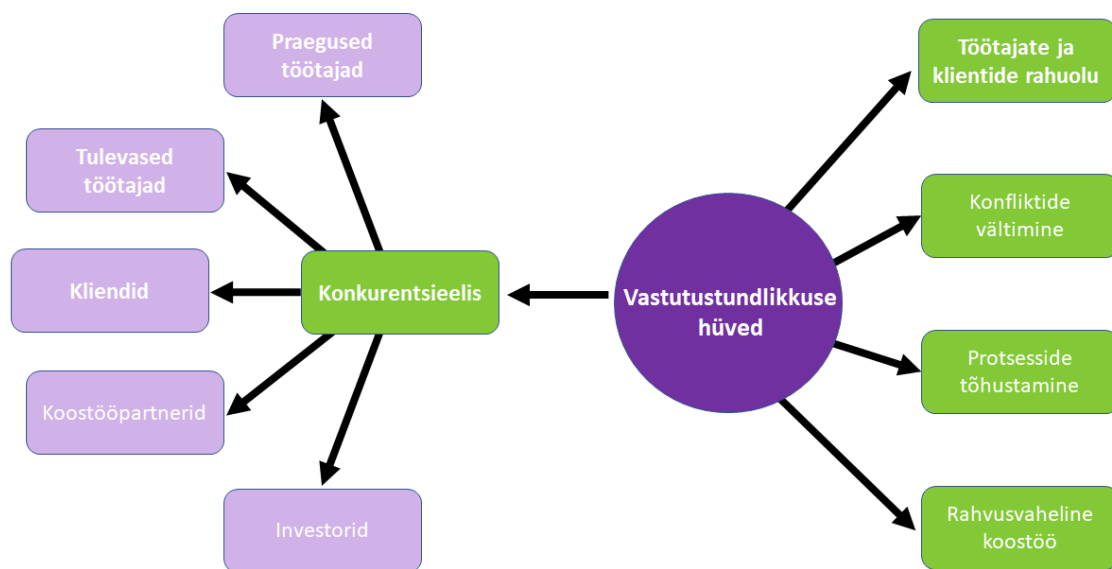 Praegused
töötajad
Tulevased
töötajad
Kliendid
Koostööpartnerid
Investorid
Konkurentsieelis
Vastutustundlikkuse
hüved
Töötajate ja
klientide rahuolu
Konfliktide
vältimine
Protsesside
tõhustamine
Rahvusvaheline
koostöö